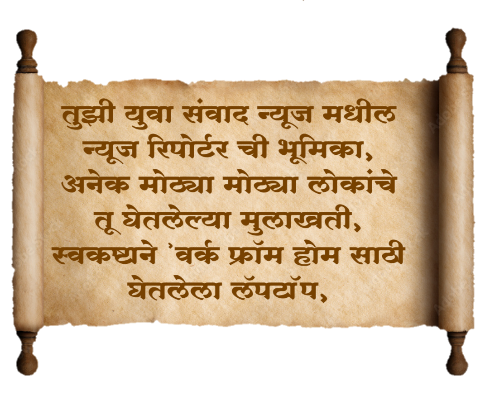 तुझी युवा संवाद न्यूज मधील
न्यूज रिपोर्टर ची भूमिका,
अनेक मोठ्या मोठ्या लोकांचे
तू घेतलेल्या मुलाखती,
स्वकष्टाने 'वर्क फ्रॉम होम साठी
घेतलेला लॅपटॉप,